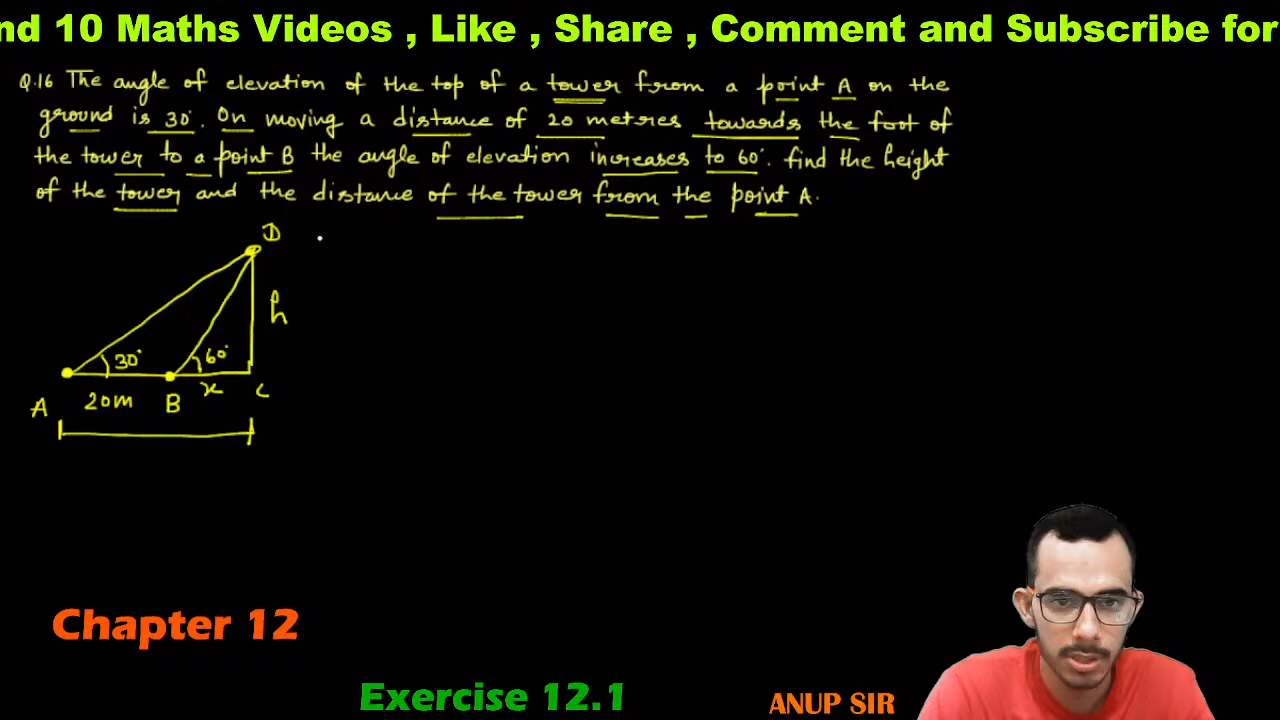 nd 10 Maths Videos , Like , Share , Comment and Subscribe for
Q.16 The angle of elevation of the top of a tower from a point A on the
ground is 30°. On moving a distance of 20 metres towards the foot of
the tower to a point B the angle of elevation increases to 60°. find the height
of the tower and the distance of the tower from the point A.
D
h
30° 60°
A 20m B x C
Chapter 12
Exercise 12.1
ANUP SIR